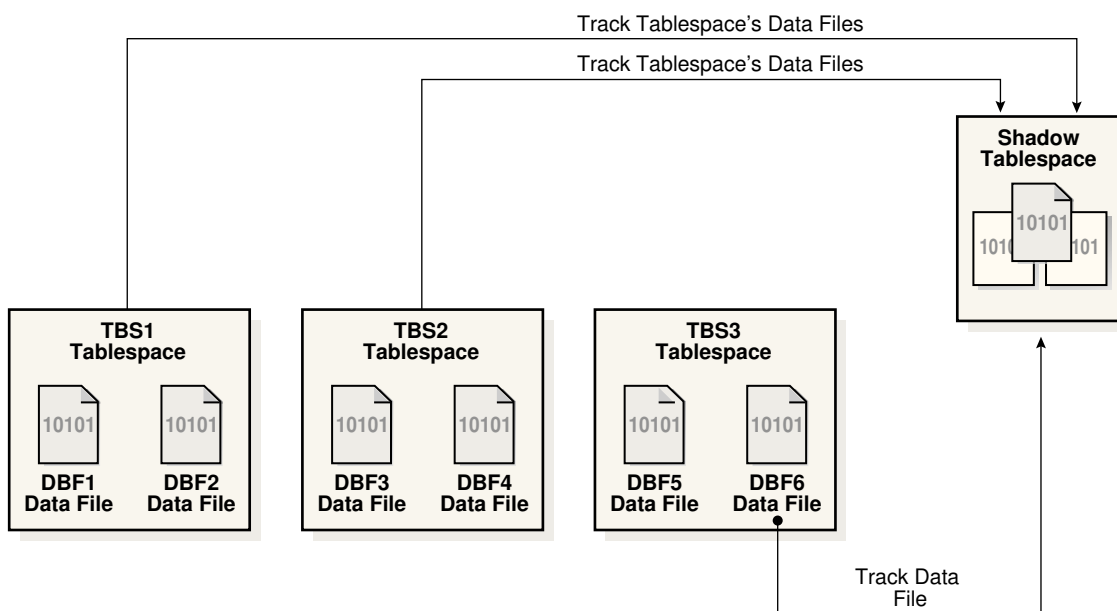 Track Tablespace's Data Files
Track Tablespace's Data Files
Shadow
Tablespace
10101
1010
101
TBS1
Tablespace
10101
10101
DBF1
Data File
DBF2
Data File
TBS2
Tablespace
10101
10101
DBF3
Data File
DBF4
Data File
TBS3
Tablespace
10101
10101
DBF5
Data File
DBF6
Data File
Track Data
File